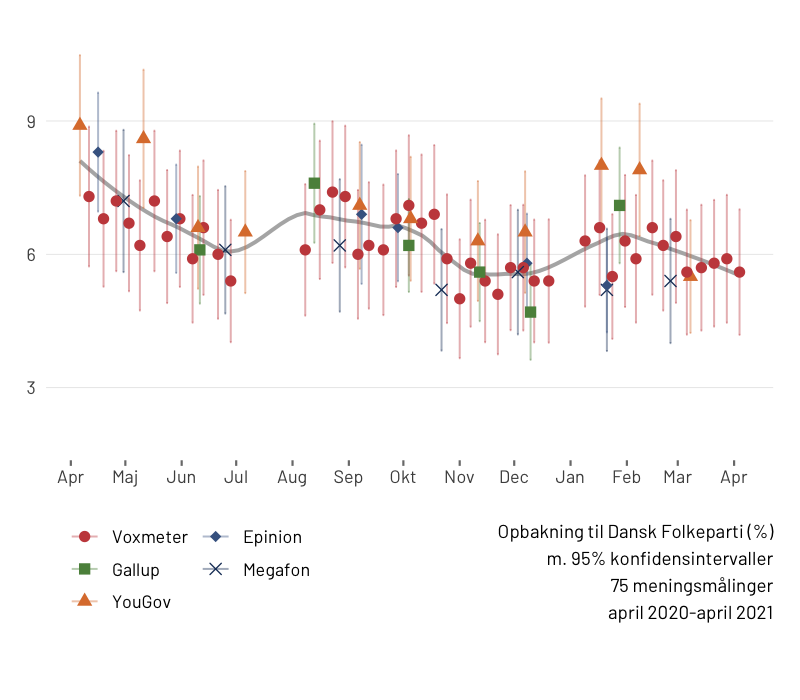 9
6
3
Apr Maj Jun Jul Aug Sep Okt Nov Dec Jan Feb Mar Apr
Voxmeter Epinion
Gallup Megafon
YouGov
Opbakning til Dansk Folkeparti (%)
m. 95% konfidensintervaller
75 meningsmålinger
april 2020-april 2021